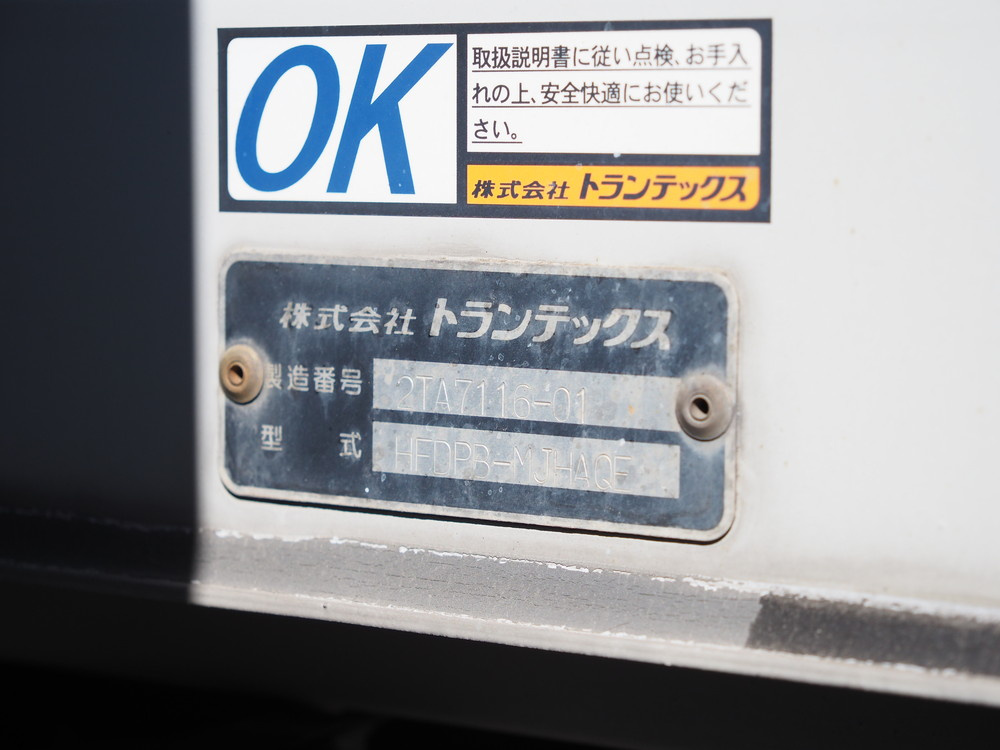 OK
取扱説明書に従い点検、お手入
れの上、安全快適にお使いくだ
さい。
株式会社 トランテックス
株式会社 トランテックス
製造番号 2TA7116-01
型 式 HFDPB-MJHAQF